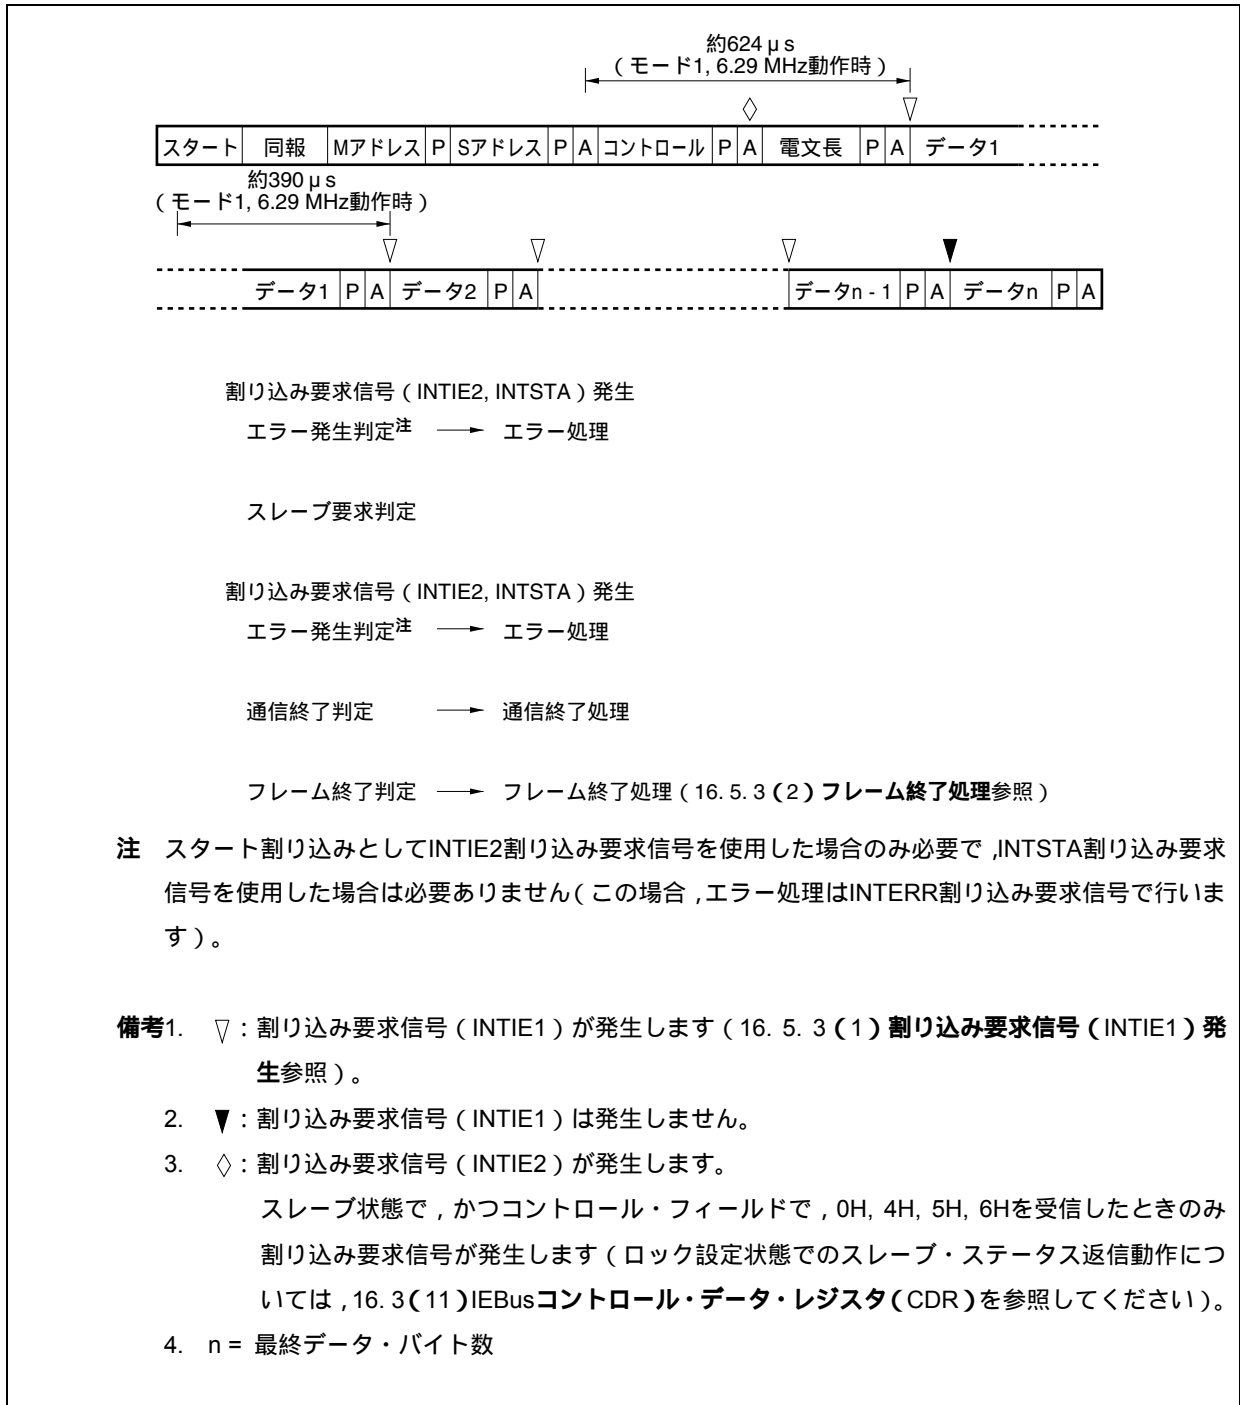 約624 μs
（モード1, 6.29 MHz動作時）
スタート 同報 Mアドレス P Sアドレス P A コントロール P A 電文長 P A データ1
約390 μs
（モード1, 6.29 MHz動作時）
データ1 P A データ2 P A データn - 1 P A データn P A
割り込み要求信号（INTIE2, INTSTA）発生
エラー発生判定注 → エラー処理
スレーブ要求判定
割り込み要求信号（INTIE2, INTSTA）発生
エラー発生判定注 → エラー処理
通信終了判定 → 通信終了処理
フレーム終了判定 → フレーム終了処理（16. 5. 3（2）フレーム終了処理参照）
注 スタート割り込みとしてINTIE2割り込み要求信号を使用した場合のみ必要で，INTSTA割り込み要求
信号を使用した場合は必要ありません（この場合，エラー処理はINTERR割り込み要求信号で行いま
す）。
備考1. ▽：割り込み要求信号（INTIE1）が発生します（16. 5. 3（1）割り込み要求信号（INTIE1）発
生参照）。
2. ▼：割り込み要求信号（INTIE1）は発生しません。
3. ◇：割り込み要求信号（INTIE2）が発生します。
スレーブ状態で，かつコントロール・フィールドで，0H, 4H, 5H, 6Hを受信したときのみ
割り込み要求信号が発生します（ロック設定状態でのスレーブ・ステータス返信動作につ
いては，16. 3（11）IEBusコントロール・データ・レジスタ（CDR）を参照してください）。
4. n = 最終データ・バイト数